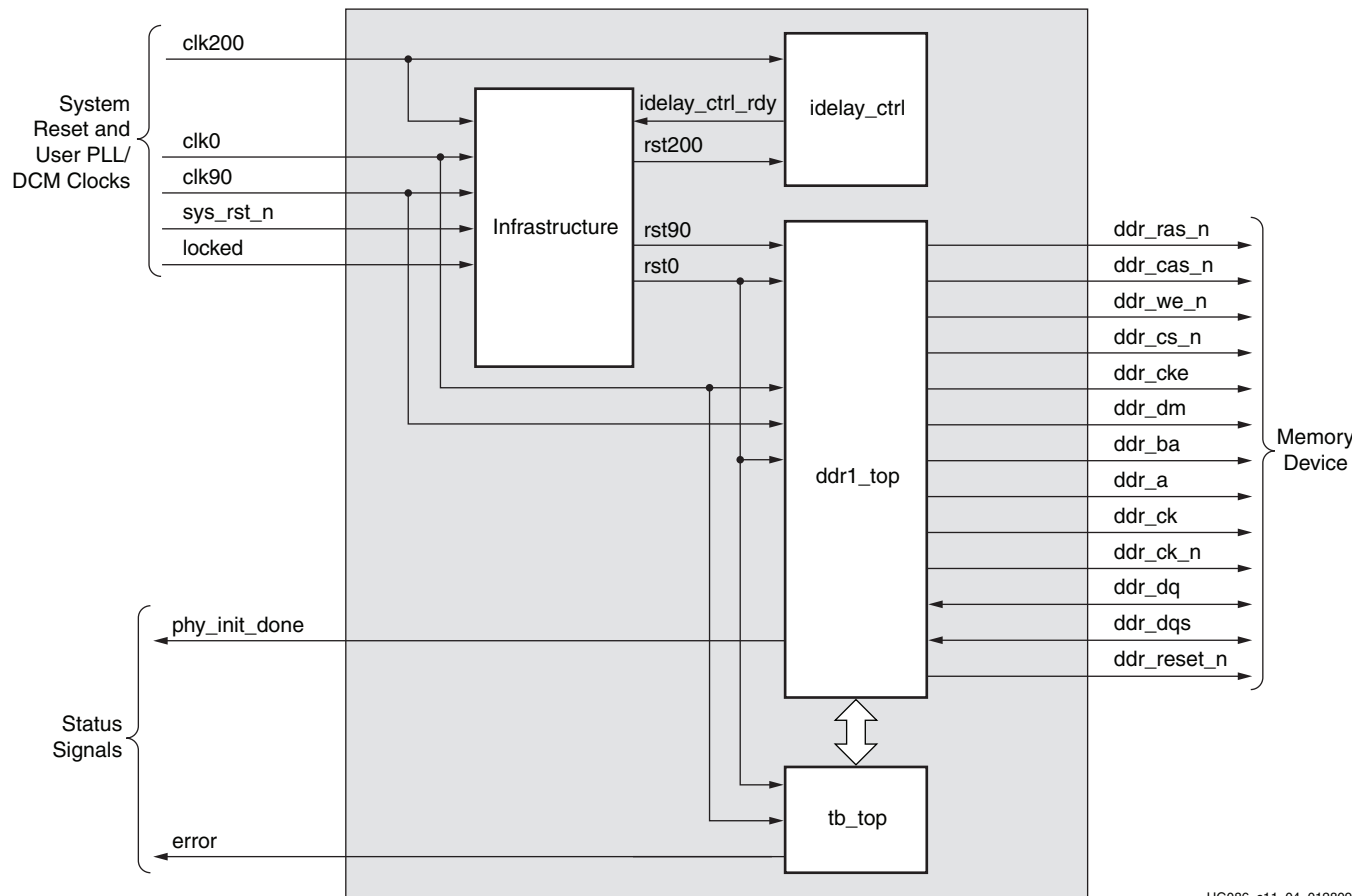 clk200
System
Reset and
User PLL/
DCM Clocks
clk0
clk90
sys_rst_n
locked
Infrastructure
idelay_ctrl_rdy
rst200
idelay_ctrl
rst90
rst0
ddr1_top
ddr_ras_n
ddr_cas_n
ddr_we_n
ddr_cs_n
ddr_cke
ddr_dm
ddr_ba
ddr_a
ddr_ck
ddr_ck_n
ddr_dq
ddr_dqs
ddr_reset_n
Memory
Device
phy_init_done
Status
Signals
error
tb_top